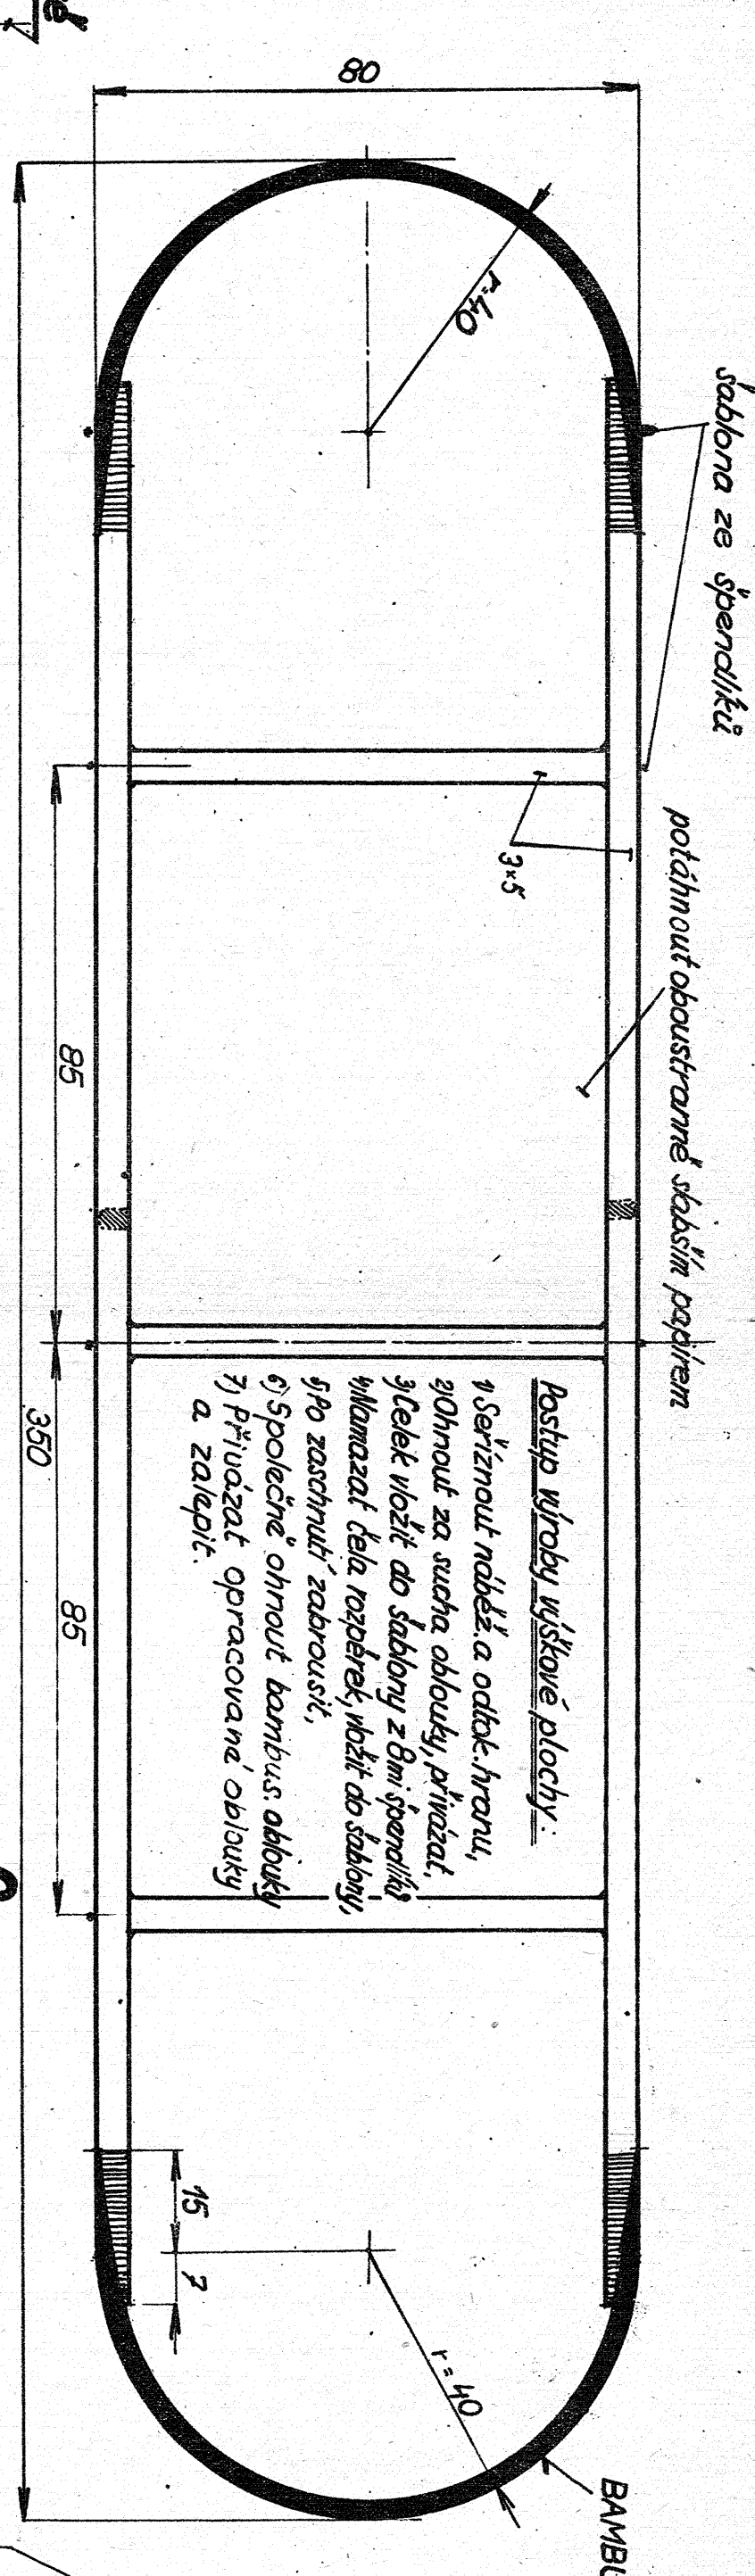 80
r=40
šablona ze špendlíků
potáhnout oboustranně slabším papírem
3×5
85
85
350
Postup výroby výškové plochy:
1) Seříznout náběž. a odtok. hranu,
2) Ohnout za sucha oblouky, přivázat,
3) Celek vložit do šablony z 8mi špendlíků
4) Namazat čela rozpěrek, vložit do šablony,
5) Po zaschnutí zabrousit,
6) Společně ohnout bambus. oblouky
7) Přivázat opracované oblouky
a zalepit.
15
7
r=40